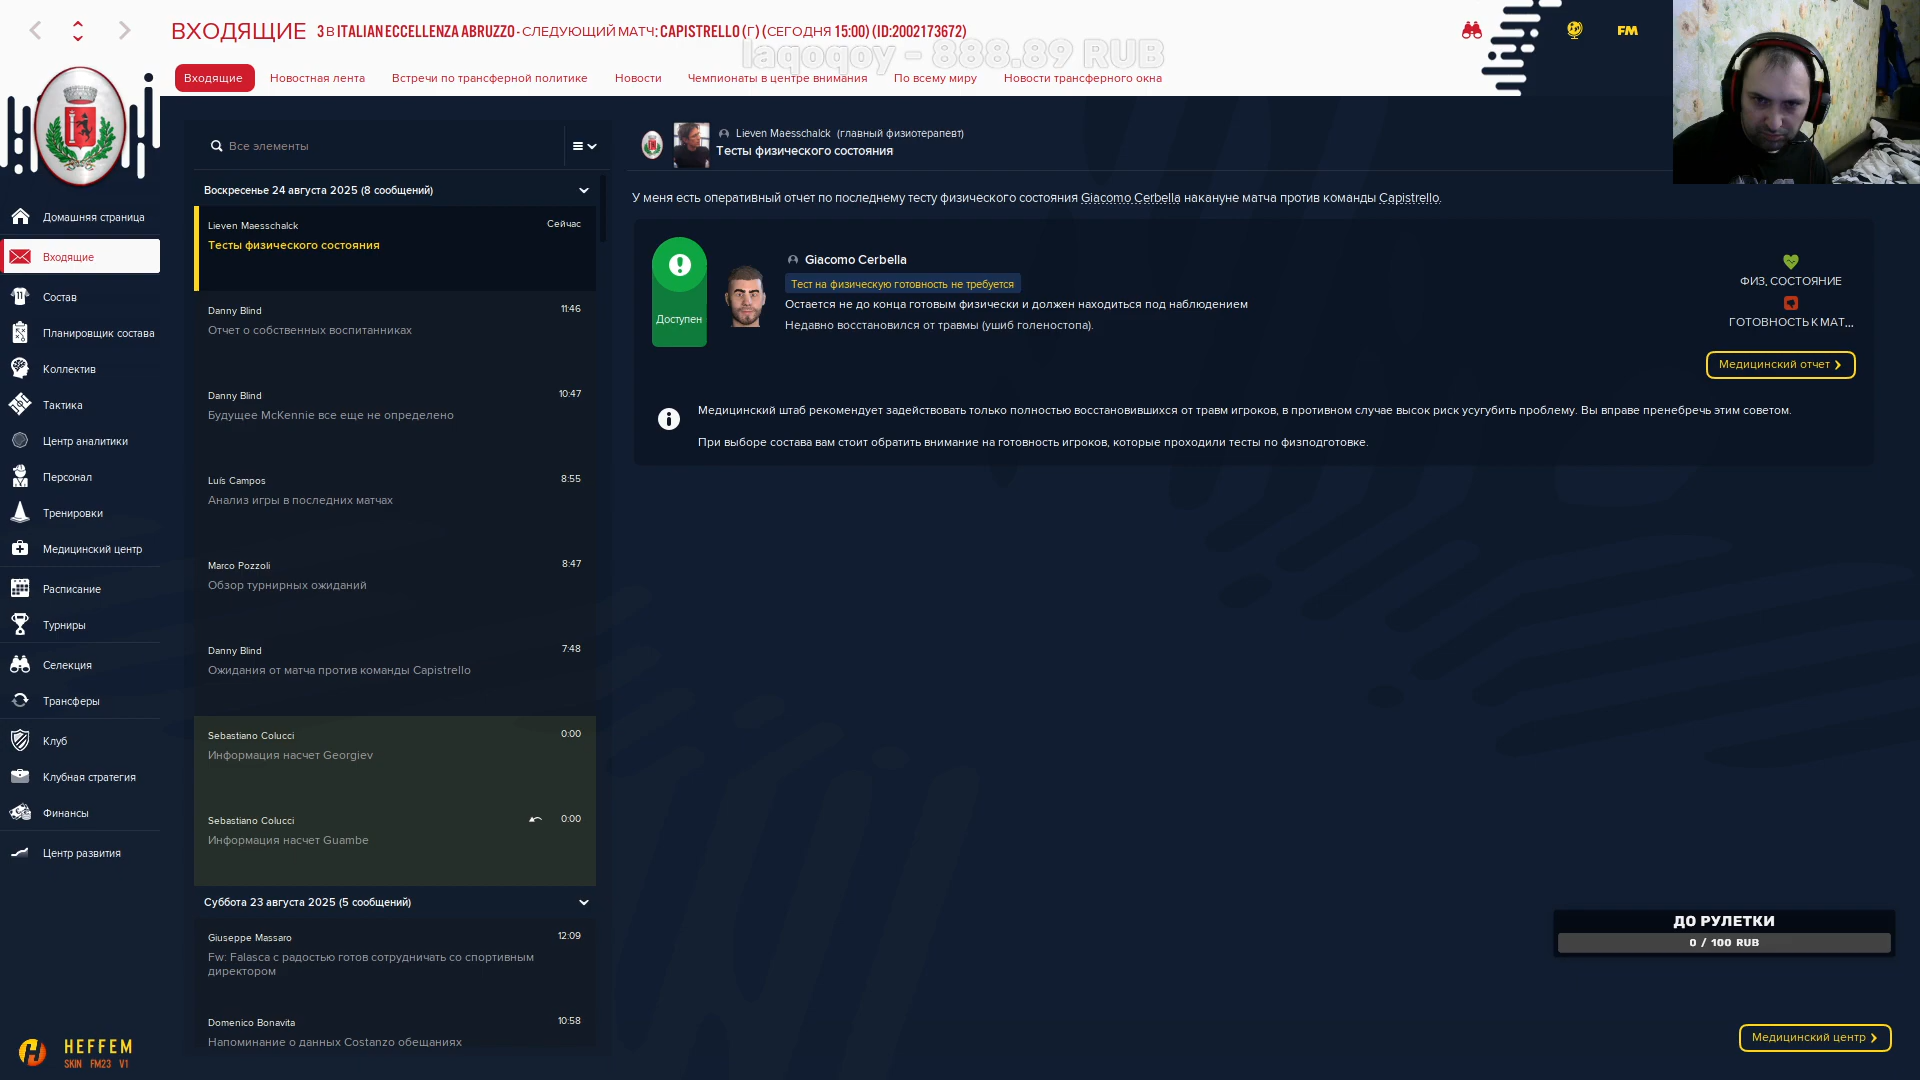 ВХОДЯЩИЕ
3 В ITALIAN ECCELLENZA ABRUZZO - СЛЕДУЮЩИЙ МАТЧ: CAPISTRELLO (Г) (СЕГОДНЯ 15:00) (ID:2002173672)
FM
laqoqoy - 888.89 RUB
Входящие
Новостная лента
Встречи по трансферной политике
Новости
Чемпионаты в центре внимания
По всему миру
Новости трансферного окна
Домашняя страница
Входящие
Состав
Планировщик состава
Коллектив
Тактика
Центр аналитики
Персонал
Тренировки
Медицинский центр
Расписание
Турниры
Селекция
Трансферы
Клуб
Клубная стратегия
Финансы
Центр развития
HEFFEM
SKIN FM23 V1
Все элементы
Воскресенье 24 августа 2025 (8 сообщений)
Lieven Maesschalck
Сейчас
Тесты физического состояния
Danny Blind
11:46
Отчет о собственных воспитанниках
Danny Blind
10:47
Будущее McKennie все еще не определено
Luís Campos
8:55
Анализ игры в последних матчах
Marco Pozzoli
8:47
Обзор турнирных ожиданий
Danny Blind
7:48
Ожидания от матча против команды Capistrello
Sebastiano Colucci
0:00
Информация насчет Georgiev
Sebastiano Colucci
0:00
Информация насчет Guambe
Суббота 23 августа 2025 (5 сообщений)
Giuseppe Massaro
12:09
Fw: Falasca с радостью готов сотрудничать со спортивным
директором
Domenico Bonavita
10:58
Напоминание о данных Costanzo обещаниях
Lieven Maesschalck (главный физиотерапевт)
Тесты физического состояния
У меня есть оперативный отчет по последнему тесту физического состояния Giacomo Cerbella накануне матча против команды Capistrello.
Доступен
Giacomo Cerbella
Тест на физическую готовность не требуется
Остается не до конца готовым физически и должен находиться под наблюдением
Недавно восстановился от травмы (ушиб голеностопа).
ФИЗ. СОСТОЯНИЕ
ГОТОВНОСТЬ К МАТ...
Медицинский отчет
Медицинский штаб рекомендует задействовать только полностью восстановившихся от травм игроков, в противном случае высок риск усугубить проблему. Вы вправе пренебречь этим советом.
При выборе состава вам стоит обратить внимание на готовность игроков, которые проходили тесты по физподготовке.
ДО РУЛЕТКИ
0 / 100 RUB
Медицинский центр